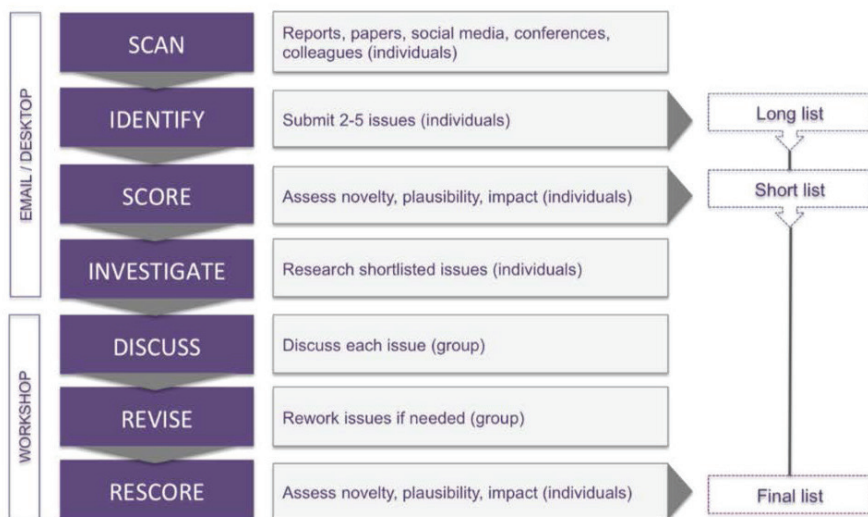 EMAIL / DESKTOP
SCAN
Reports, papers, social media, conferences,
colleagues (individuals)
IDENTIFY
Submit 2-5 issues (individuals)
Long list
SCORE
Assess novelty, plausibility, impact (individuals)
Short list
INVESTIGATE
Research shortlisted issues (individuals)
WORKSHOP
DISCUSS
Discuss each issue (group)
REVISE
Rework issues if needed (group)
RESCORE
Assess novelty, plausibility, impact (individuals)
Final list